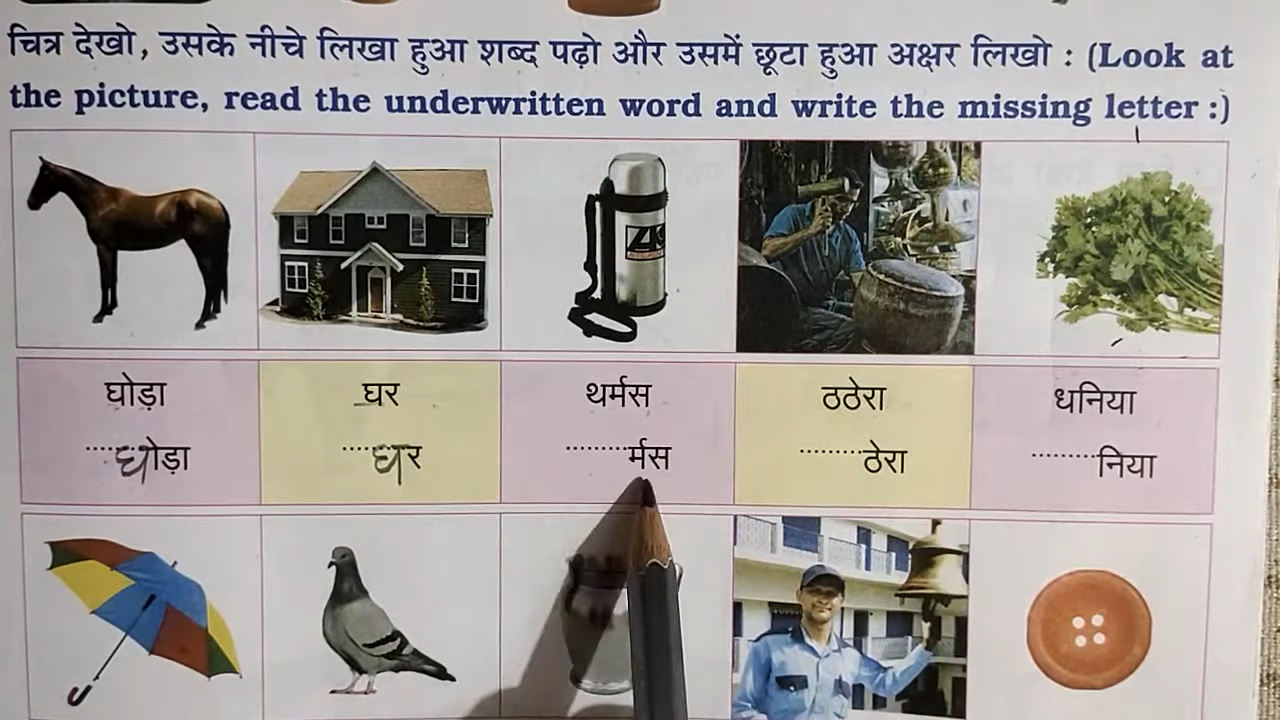 चित्र देखो, उसके नीचे लिखा हुआ शब्द पढ़ो और उसमें छूटा हुआ अक्षर लिखो : (Look at
the picture, read the underwritten word and write the missing letter :)
घोड़ा घर थर्मस ठठेरा धनिया
....घोड़ा ....घर .........र्मस .........ठेरा .........निया